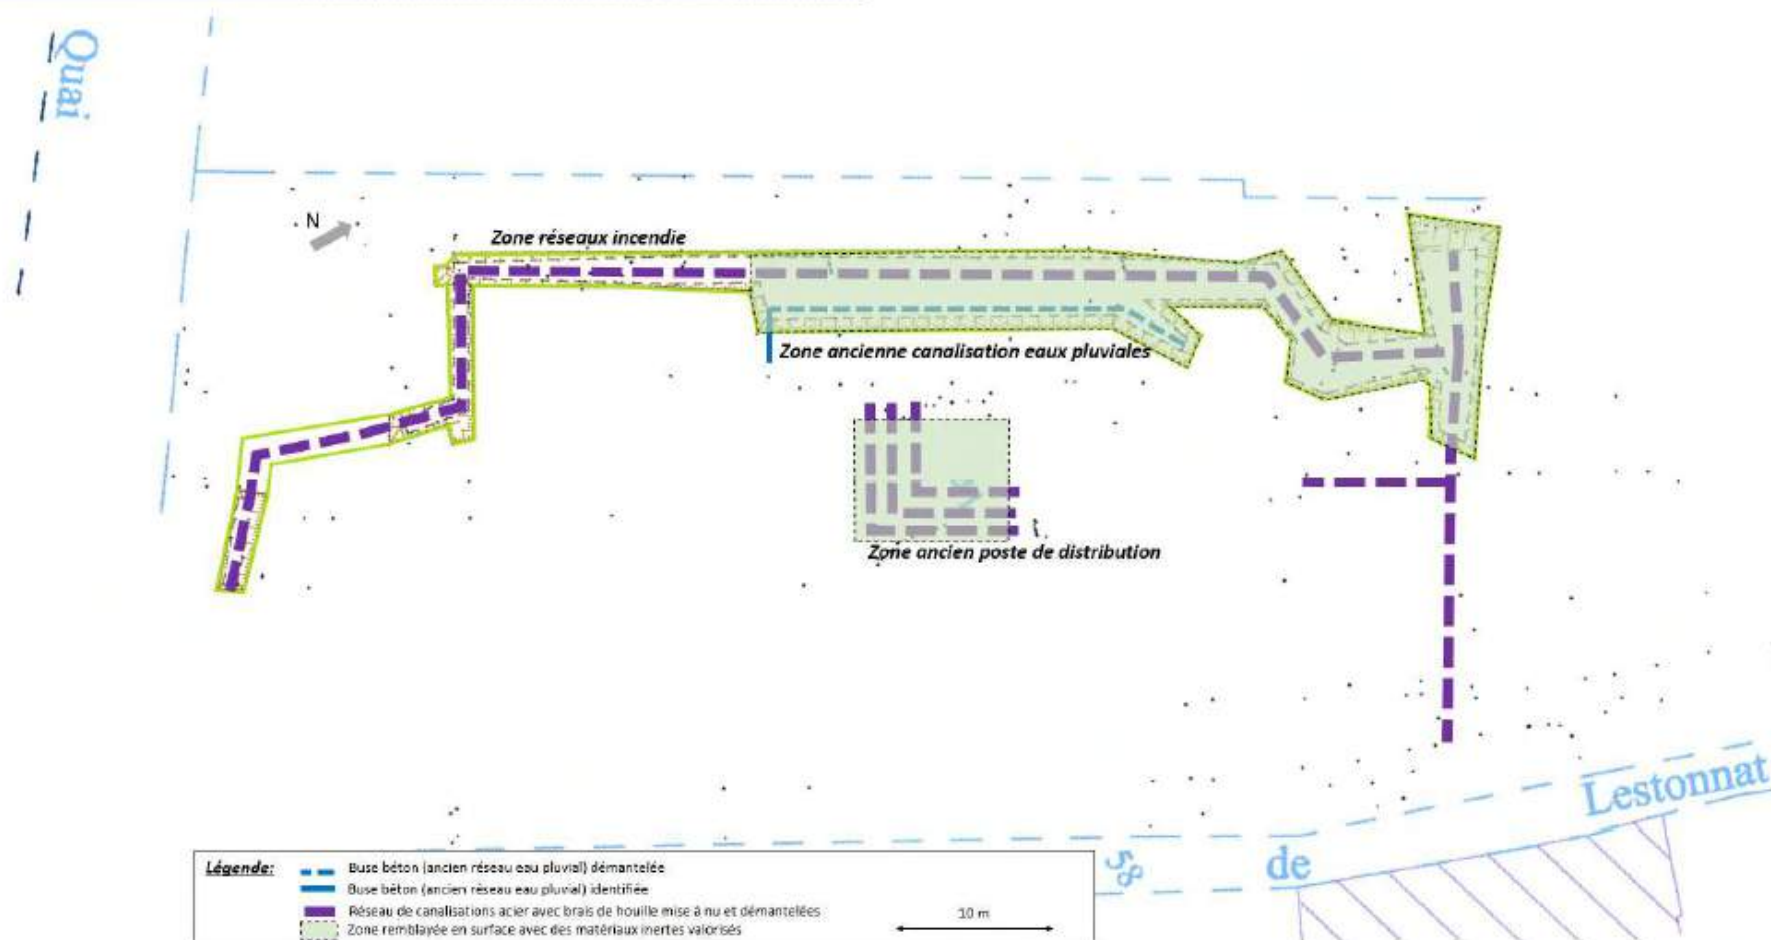 Quai
N
Zone réseaux incendie
Zone ancienne canalisation eaux pluviales
Zone ancien poste de distribution
Lestonnat
de
58
Légende:
Buse béton (ancien réseau eau pluvial) démantelée
Buse béton (ancien réseau eau pluvial) identifiée
Réseau de canalisations acier avec brais de houille mise à nu et démantelées
Zone remblayée en surface avec des matériaux inertes valorisés
10 m